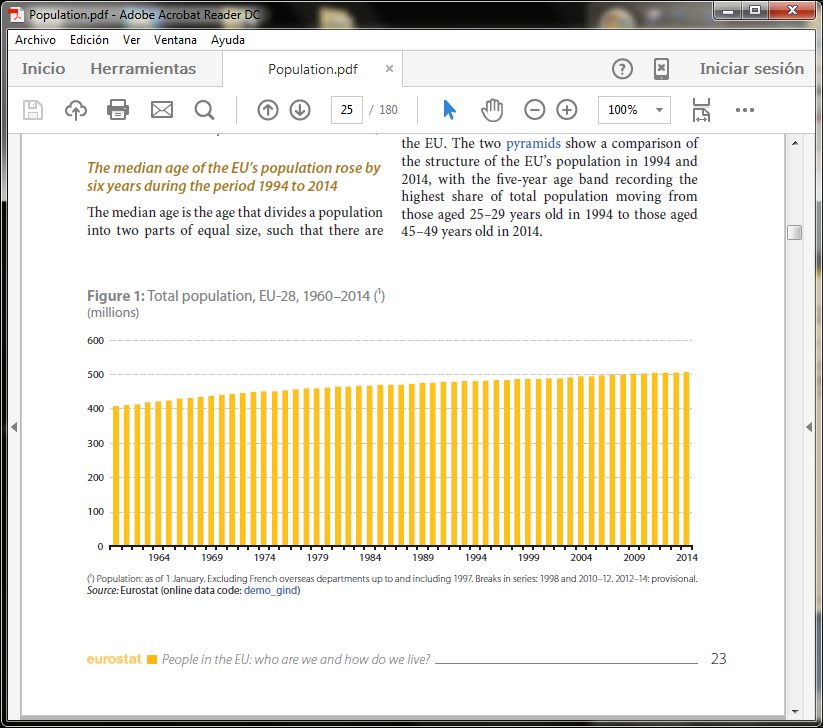 Population.pdf - Adobe Acrobat Reader DC
Archivo Edición Ver Ventana Ayuda
Inicio Herramientas Population.pdf × ? Iniciar sesión
25 / 180 100%
The median age of the EU's population rose by
six years during the period 1994 to 2014
The median age is the age that divides a population
into two parts of equal size, such that there are
the EU. The two pyramids show a comparison of
the structure of the EU's population in 1994 and
2014, with the five-year age band recording the
highest share of total population moving from
those aged 25–29 years old in 1994 to those aged
45–49 years old in 2014.
Figure 1: Total population, EU-28, 1960–2014 (¹)
(millions)
600
500
400
300
200
100
0
1964 1969 1974 1979 1984 1989 1994 1999 2004 2009 2014
(¹) Population: as of 1 January. Excluding French overseas departments up to and including 1997. Breaks in series: 1998 and 2010–12. 2012–14: provisional.
Source: Eurostat (online data code: demo_gind)
eurostat People in the EU: who are we and how do we live? 23